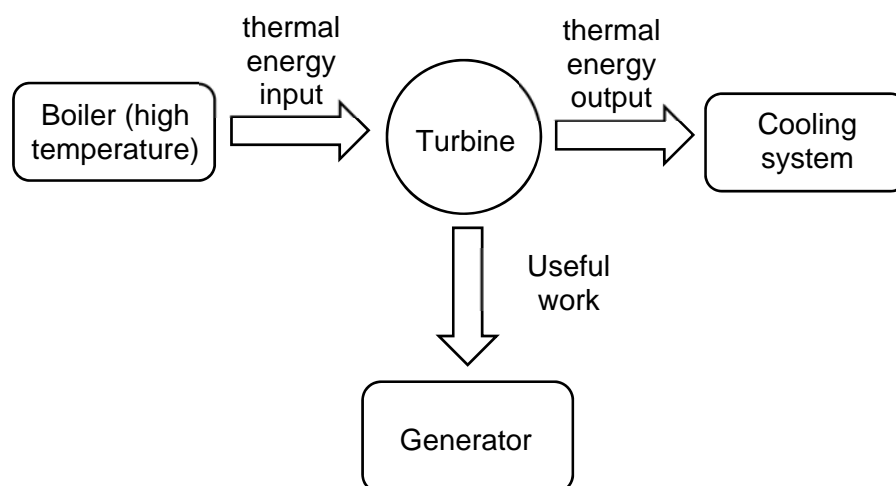 thermal
energy
input
thermal
energy
output
Boiler (high
temperature)
Turbine
Cooling
system
Useful
work
Generator